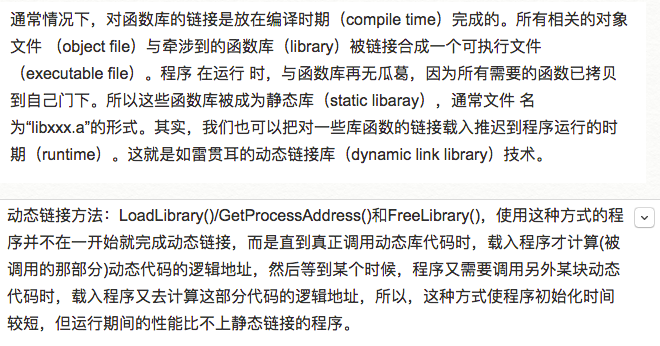 通常情况下，对函数库的链接是放在编译时期（compile time）完成的。所有相关的对象
文件 （object file）与牵涉到的函数库（library）被链接合成一个可执行文件
（executable file）。程序 在运行 时，与函数库再无瓜葛，因为所有需要的函数已拷贝
到自己门下。所以这些函数库被成为静态库（static libaray），通常文件 名
为“libxxx.a”的形式。其实，我们也可以把对一些库函数的链接载入推迟到程序运行的时
期（runtime）。这就是如雷贯耳的动态链接库（dynamic link library）技术。
动态链接方法：LoadLibrary()/GetProcessAddress()和FreeLibrary()，使用这种方式的程
序并不在一开始就完成动态链接，而是直到真正调用动态库代码时，载入程序才计算(被
调用的那部分)动态代码的逻辑地址，然后等到某个时候，程序又需要调用另外某块动态
代码时，载入程序又去计算这部分代码的逻辑地址，所以，这种方式使程序初始化时间
较短，但运行期间的性能比不上静态链接的程序。